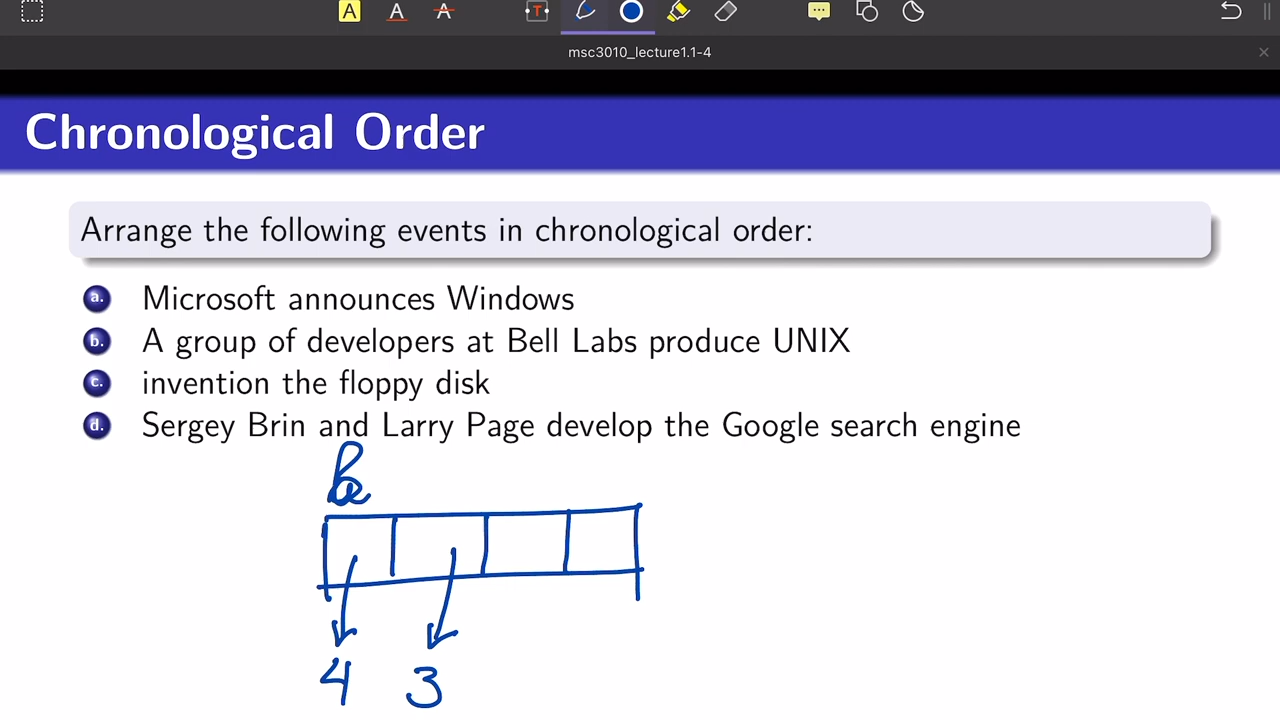 A A A T
msc3010_lecture1.1-4
Chronological Order
Arrange the following events in chronological order:
a. Microsoft announces Windows
b. A group of developers at Bell Labs produce UNIX
c. invention the floppy disk
d. Sergey Brin and Larry Page develop the Google search engine
4 3